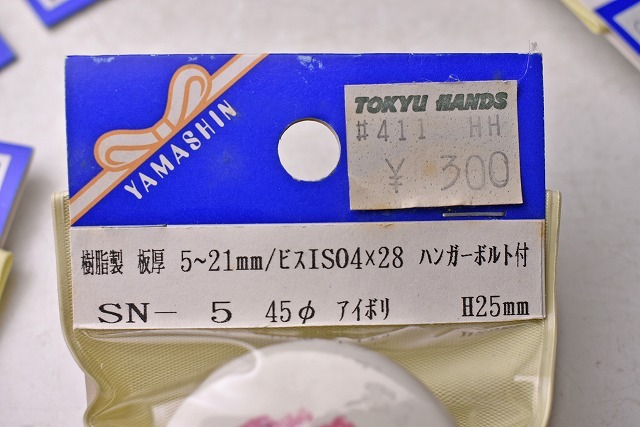 YAMASHIN
TOKYU HANDS
#411 HH
¥ 300
樹脂製 板厚 5~21mm/ビスISO4×28 ハンガーボルト付
SN- 5 45φ アイボリ H25mm